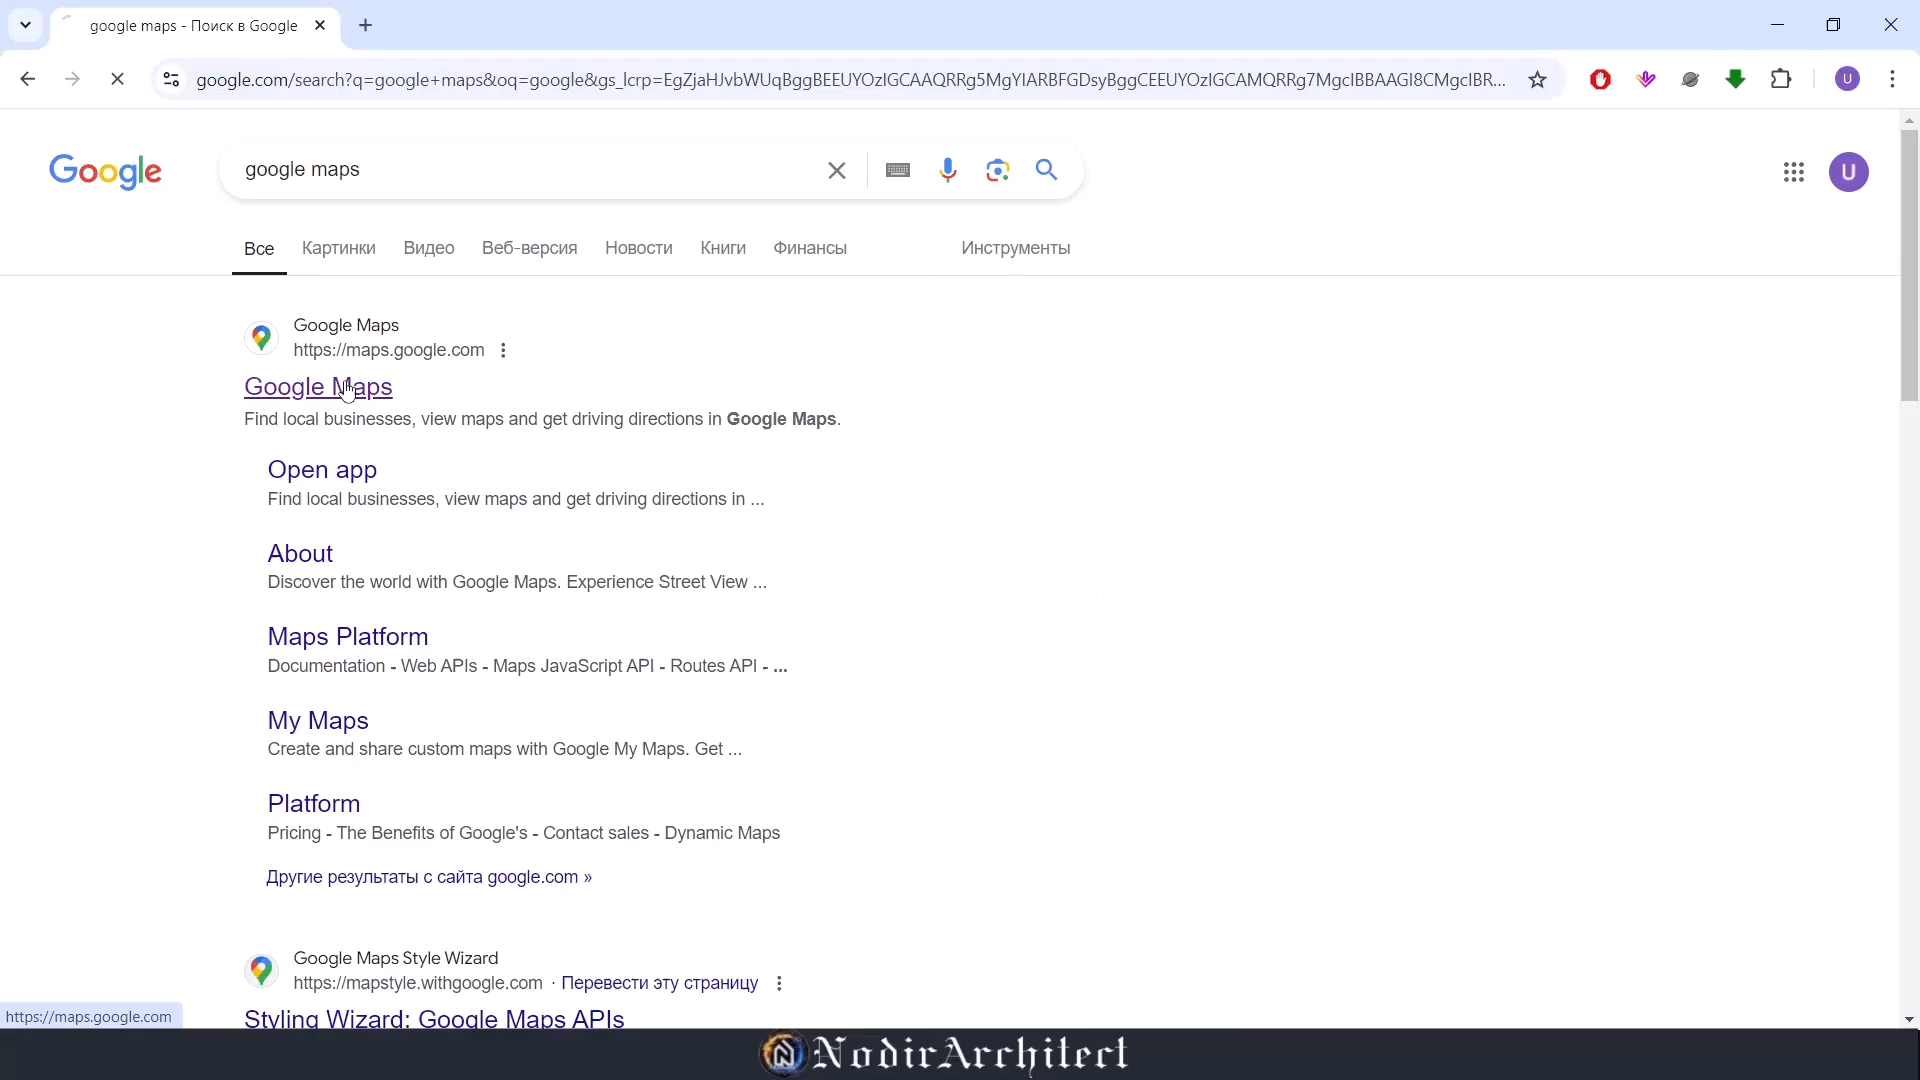 google maps - Поиск в Google
google.com/search?q=google+maps&oq=google&gs_lcrp=EgZjaHJvbWUqBggBEEUYOzIGCAAQRRg5MgYIARBFGDsyBggCEEUYOzIGCAMQRRg7MgcIBBAAGI8CMgcIBR...
U
Google
google maps
U
Все Картинки Видео Веб-версия Новости Книги Финансы Инструменты
Google Maps
https://maps.google.com
Google Maps
Find local businesses, view maps and get driving directions in Google Maps.
Open app
Find local businesses, view maps and get driving directions in ...
About
Discover the world with Google Maps. Experience Street View ...
Maps Platform
Documentation - Web APIs - Maps JavaScript API - Routes API - ...
My Maps
Create and share custom maps with Google My Maps. Get ...
Platform
Pricing - The Benefits of Google's - Contact sales - Dynamic Maps
Другие результаты с сайта google.com »
Google Maps Style Wizard
https://mapstyle.withgoogle.com · Перевести эту страницу
https://maps.google.com
Styling Wizard: Google Maps APIs
NodirArchitect